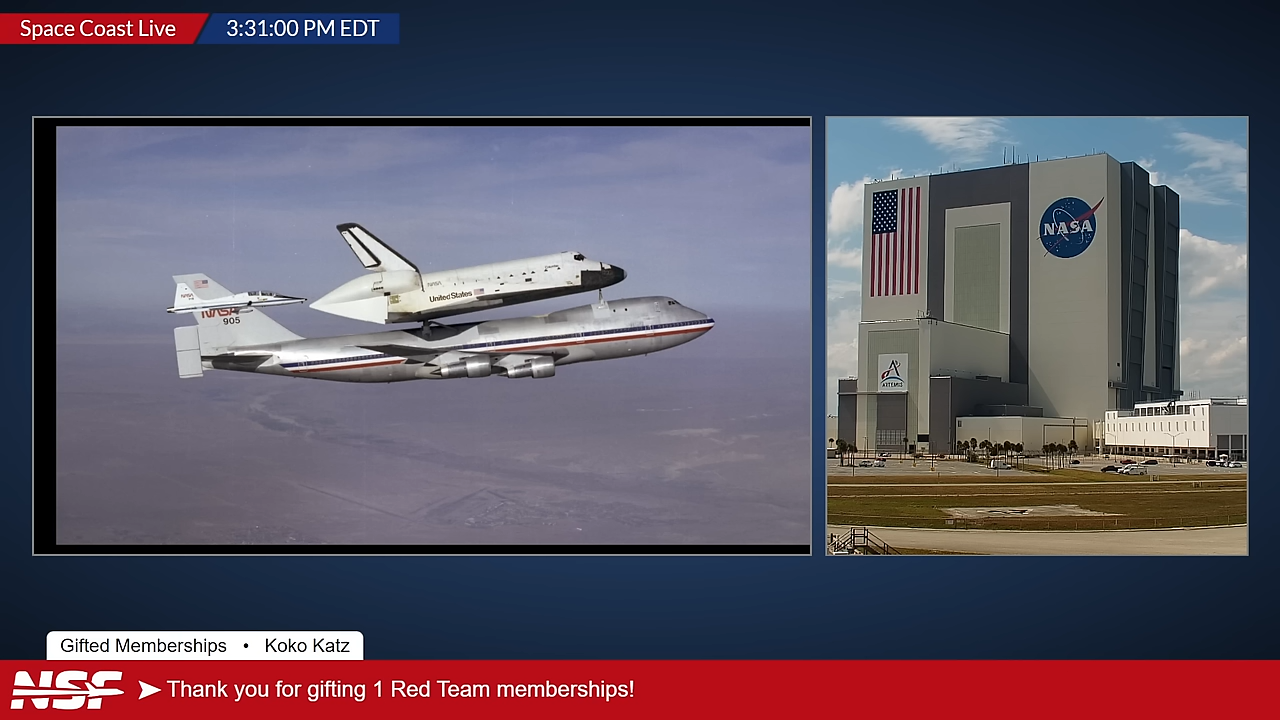 Space Coast Live
3:31:00 PM EDT
NASA
905
NASA
United States
NASA
ARTEMIS
Gifted Memberships • Koko Katz
NSF
Thank you for gifting 1 Red Team memberships!